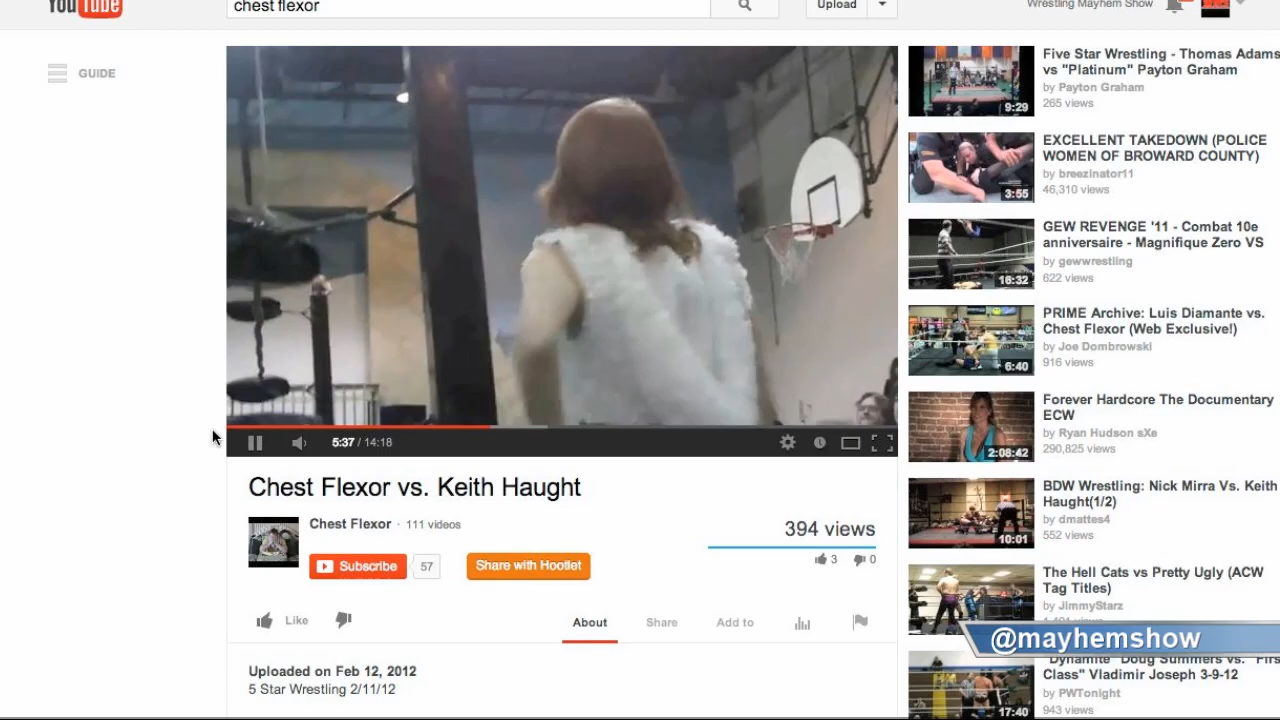 YouTube
chest flexor
Upload
Wrestling Mayhem Show
GUIDE
5:37 / 14:18
Chest Flexor vs. Keith Haught
Chest Flexor · 111 videos
Subscribe
57
Share with Hootlet
394 views
3
0
Like
About
Share
Add to
Uploaded on Feb 12, 2012
5 Star Wrestling 2/11/12
9:29
Five Star Wrestling - Thomas Adams
vs "Platinum" Payton Graham
by Payton Graham
265 views
3:55
EXCELLENT TAKEDOWN (POLICE
WOMEN OF BROWARD COUNTY)
by breezinator11
46,310 views
16:32
GEW REVENGE '11 - Combat 10e
anniversaire - Magnifique Zero VS
by gewwrestling
622 views
6:40
PRIME Archive: Luis Diamante vs.
Chest Flexor (Web Exclusive!)
by Joe Dombrowski
916 views
2:08:42
Forever Hardcore The Documentary
ECW
by Ryan Hudson sXe
290,825 views
10:01
BDW Wrestling: Nick Mirra Vs. Keith
Haught(1/2)
by dmattes4
552 views
The Hell Cats vs Pretty Ugly (ACW
Tag Titles)
by JimmyStarz
@mayhemshow
17:40
"Dynamite" Doug Summers vs. "First
Class" Vladimir Joseph 3-9-12
by PWTonight
943 views